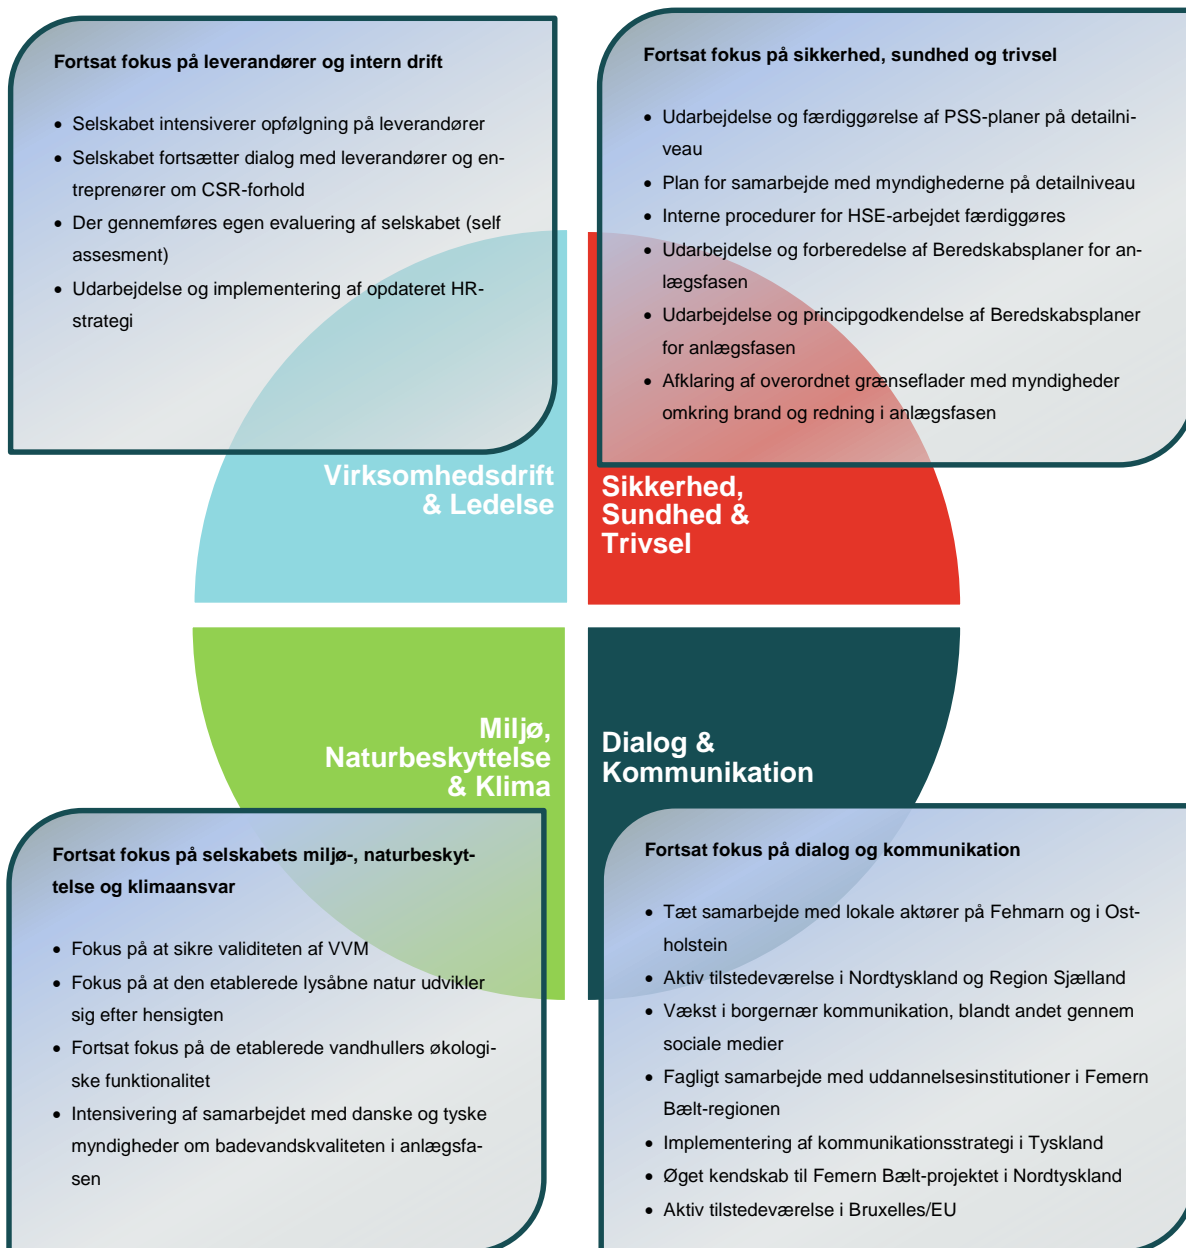 Fortsat fokus på leverandører og intern drift
• Selskabet intensiverer opfølgning på leverandører
• Selskabet fortsætter dialog med leverandører og en-
treprenører om CSR-forhold
• Der gennemføres egen evaluering af selskabet (self
assesment)
• Udarbejdelse og implementering af opdateret HR-
strategi
Virksomhedsdrift
& Ledelse
Fortsat fokus på sikkerhed, sundhed og trivsel
• Udarbejdelse og færdiggørelse af PSS-planer på detailni-
veau
• Plan for samarbejde med myndighederne på detailniveau
• Interne procedurer for HSE-arbejdet færdiggøres
• Udarbejdelse og forberedelse af Beredskabsplaner for an-
lægsfasen
• Udarbejdelse og principgodkendelse af Beredskabsplaner
for anlægsfasen
• Afklaring af overordnet grænseflader med myndigheder
omkring brand og redning i anlægsfasen
Sikkerhed,
Sundhed &
Trivsel
Miljø,
Naturbeskyttelse
& Klima
Fortsat fokus på selskabets miljø-, naturbeskyt-
telse og klimaansvar
• Fokus på at sikre validiteten af VVM
• Fokus på at den etablerede lysåbne natur udvikler
sig efter hensigten
• Fortsat fokus på de etablerede vandhullers økologi-
ske funktionalitet
• Intensivering af samarbejdet med danske og tyske
myndigheder om badevandskvaliteten i anlægsfa-
sen
Dialog &
Kommunikation
Fortsat fokus på dialog og kommunikation
• Tæt samarbejde med lokale aktører på Fehmarn og i Ost-
holstein
• Aktiv tilstedeværelse i Nordtyskland og Region Sjælland
• Vækst i borgernær kommunikation, blandt andet gennem
sociale medier
• Fagligt samarbejde med uddannelsesinstitutioner i Femern
Bælt-regionen
• Implementering af kommunikationsstrategi i Tyskland
• Øget kendskab til Femern Bælt-projektet i Nordtyskland
• Aktiv tilstedeværelse i Bruxelles/EU